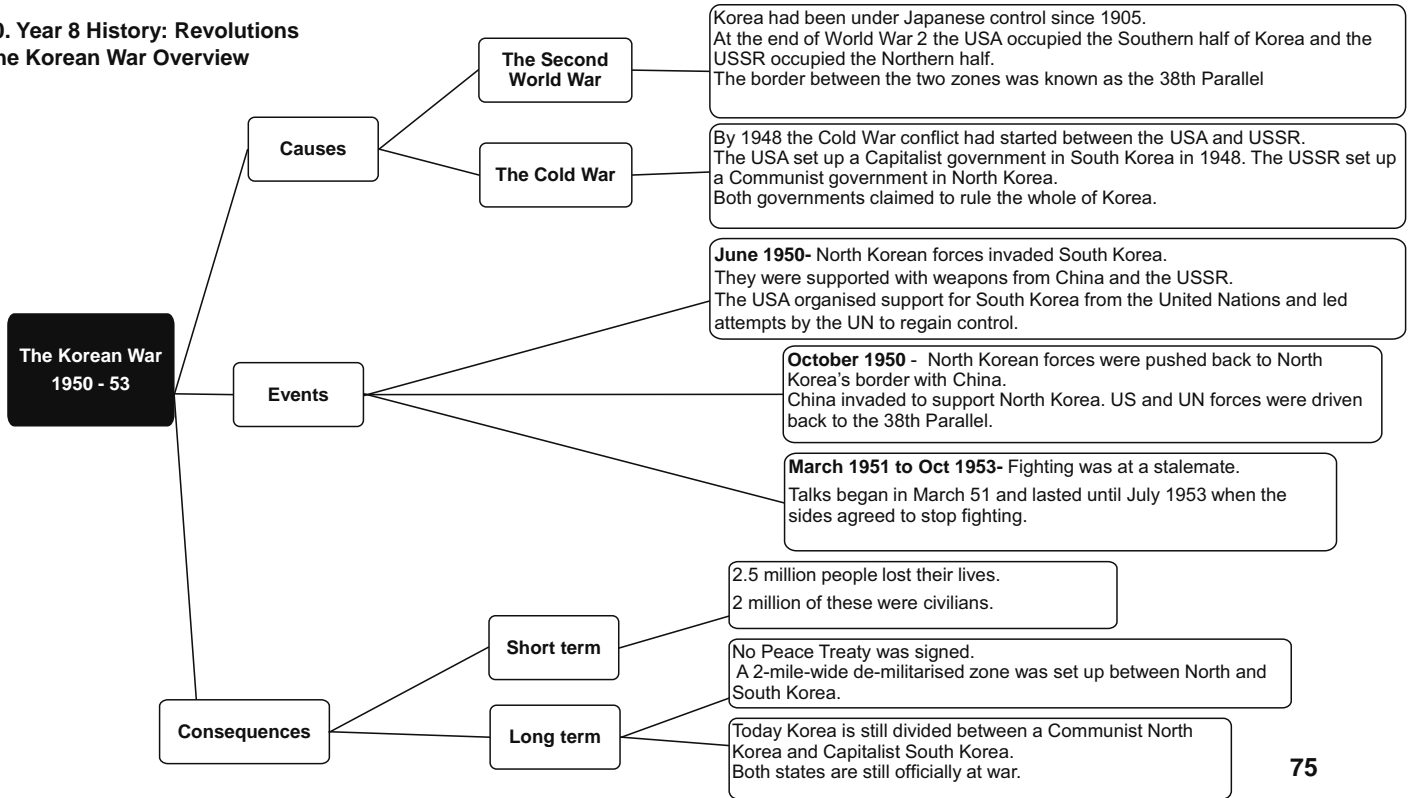 0. Year 8 History: Revolutions
he Korean War Overview
The Korean War
1950 - 53
Causes
The Second
World War
Korea had been under Japanese control since 1905.
At the end of World War 2 the USA occupied the Southern half of Korea and the
USSR occupied the Northern half.
The border between the two zones was known as the 38th Parallel
The Cold War
By 1948 the Cold War conflict had started between the USA and USSR.
The USA set up a Capitalist government in South Korea in 1948. The USSR set up
a Communist government in North Korea.
Both governments claimed to rule the whole of Korea.
Events
June 1950- North Korean forces invaded South Korea.
They were supported with weapons from China and the USSR.
The USA organised support for South Korea from the United Nations and led
attempts by the UN to regain control.
October 1950 - North Korean forces were pushed back to North
Korea's border with China.
China invaded to support North Korea. US and UN forces were driven
back to the 38th Parallel.
March 1951 to Oct 1953- Fighting was at a stalemate.
Talks began in March 51 and lasted until July 1953 when the
sides agreed to stop fighting.
Consequences
Short term
2.5 million people lost their lives.
2 million of these were civilians.
Long term
No Peace Treaty was signed.
A 2-mile-wide de-militarised zone was set up between North and
South Korea.
Today Korea is still divided between a Communist North
Korea and Capitalist South Korea.
Both states are still officially at war.
75